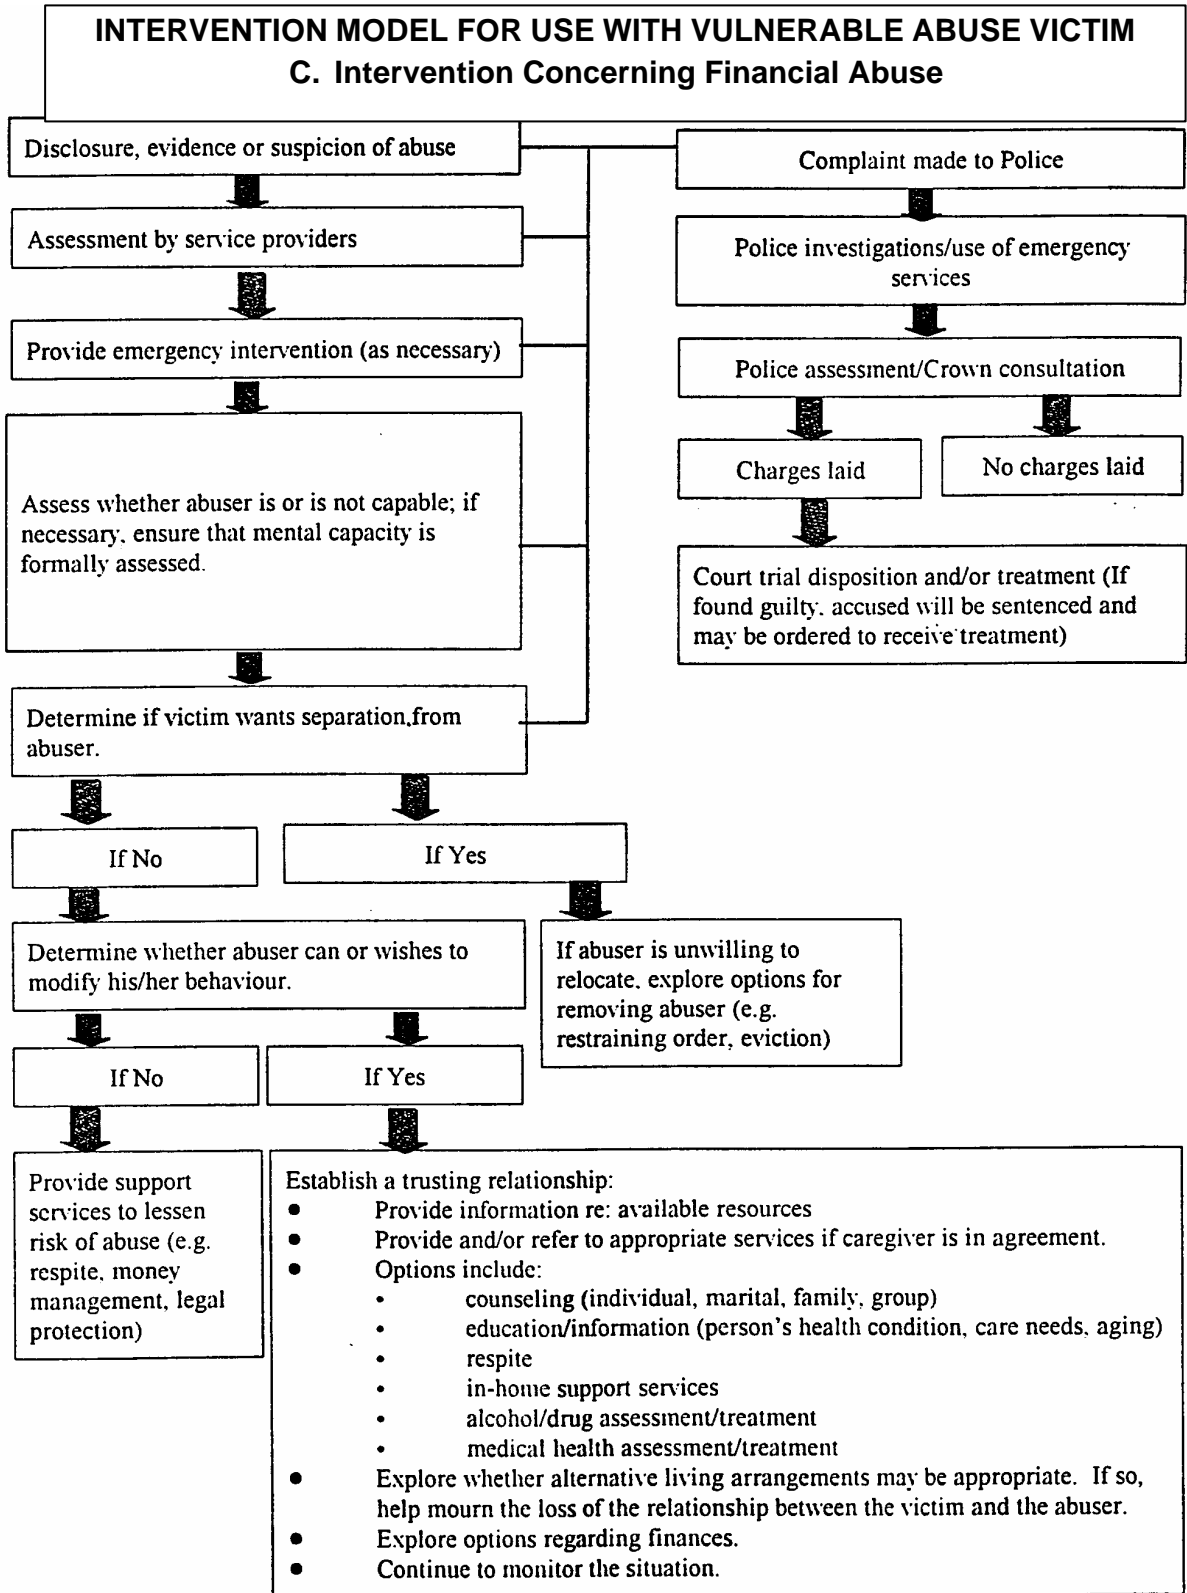 INTERVENTION MODEL FOR USE WITH VULNERABLE ABUSE VICTIM
C. Intervention Concerning Financial Abuse
Disclosure, evidence or suspicion of abuse
Complaint made to Police
Assessment by service providers
Police investigations/use of emergency
services
Provide emergency intervention (as necessary)
Police assessment/Crown consultation
Charges laid
No charges laid
Assess whether abuser is or is not capable; if
necessary, ensure that mental capacity is
formally assessed.
Court trial disposition and/or treatment (If
found guilty, accused will be sentenced and
may be ordered to receive treatment)
Determine if victim wants separation from
abuser.
If No
If Yes
Determine whether abuser can or wishes to
modify his/her behaviour.
If abuser is unwilling to
relocate, explore options for
removing abuser (e.g.
restraining order, eviction)
If No
If Yes
Provide support
services to lessen
risk of abuse (e.g.
respite, money
management, legal
protection)
Establish a trusting relationship:
● Provide information re: available resources
● Provide and/or refer to appropriate services if caregiver is in agreement.
● Options include:
• counseling (individual, marital, family, group)
• education/information (person's health condition, care needs, aging)
• respite
• in-home support services
• alcohol/drug assessment/treatment
• medical health assessment/treatment
● Explore whether alternative living arrangements may be appropriate. If so,
help mourn the loss of the relationship between the victim and the abuser.
● Explore options regarding finances.
● Continue to monitor the situation.